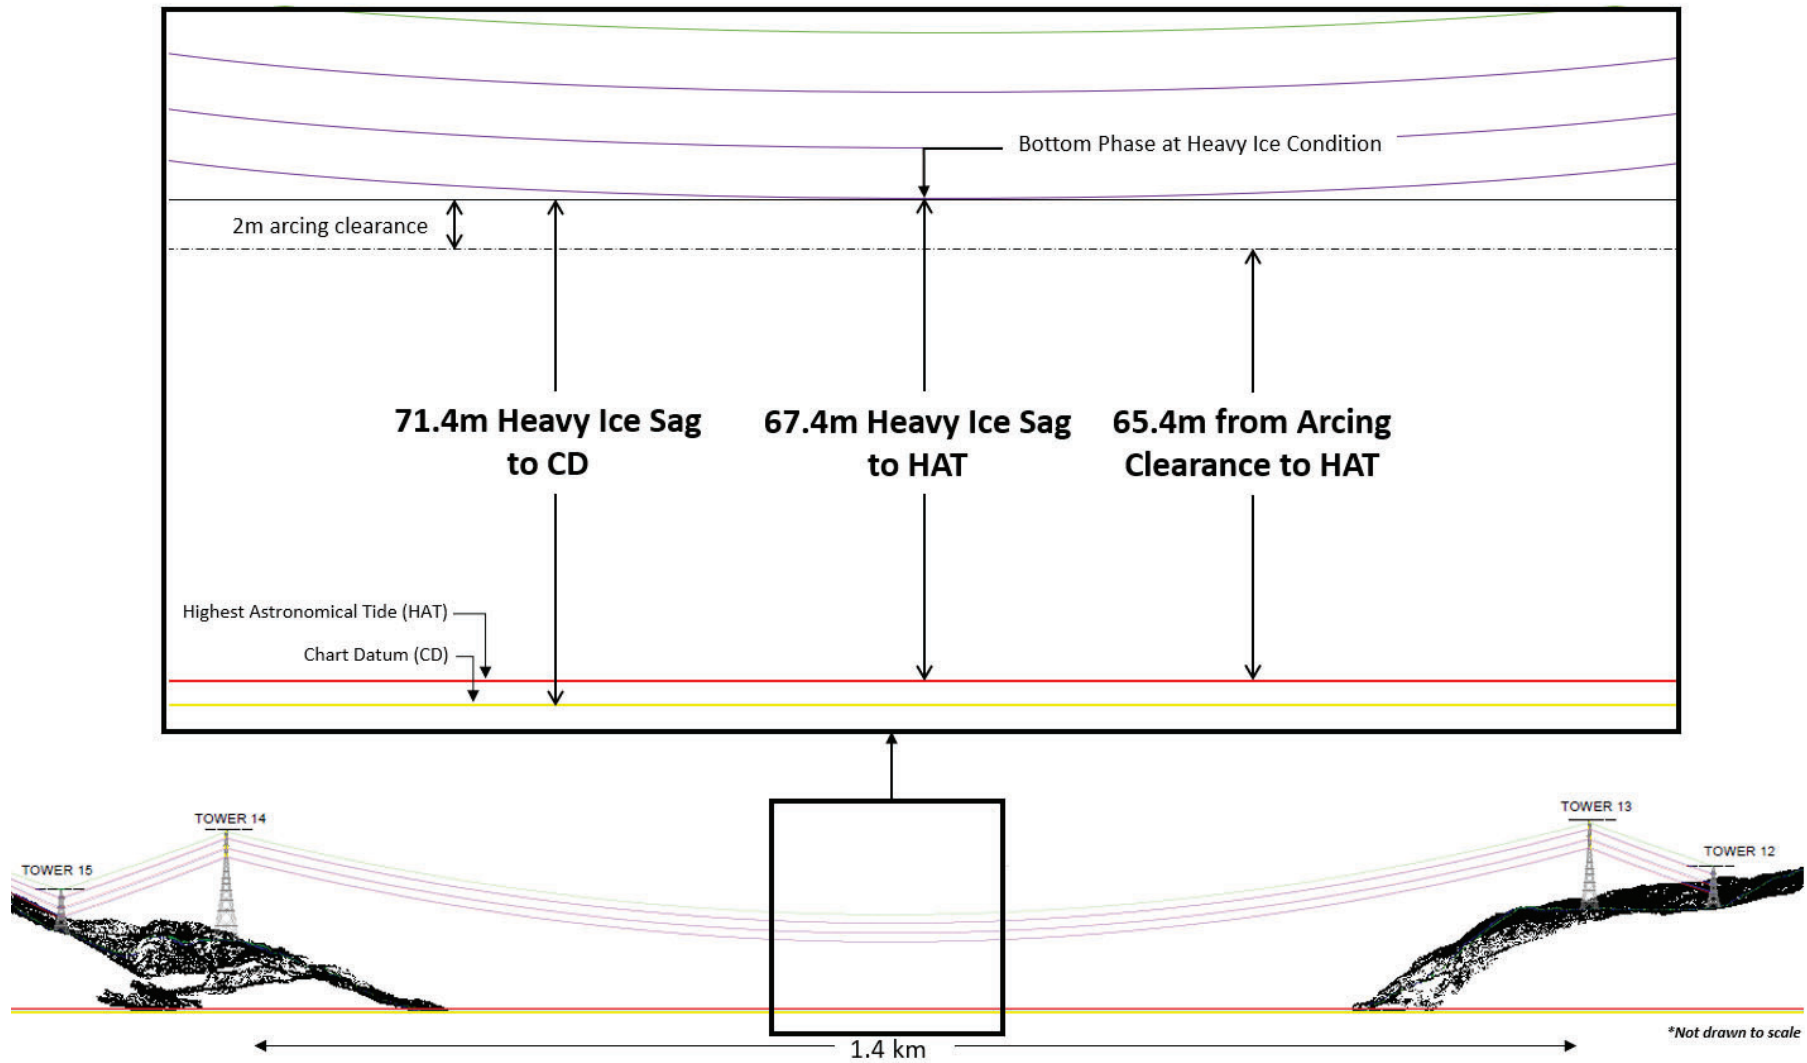 Bottom Phase at Heavy Ice Condition
2m arcing clearance
71.4m Heavy Ice Sag
to CD
67.4m Heavy Ice Sag
to HAT
65.4m from Arcing
Clearance to HAT
Highest Astronomical Tide (HAT)
Chart Datum (CD)
TOWER 15
TOWER 14
TOWER 13
TOWER 12
*Not drawn to scale
1.4 km